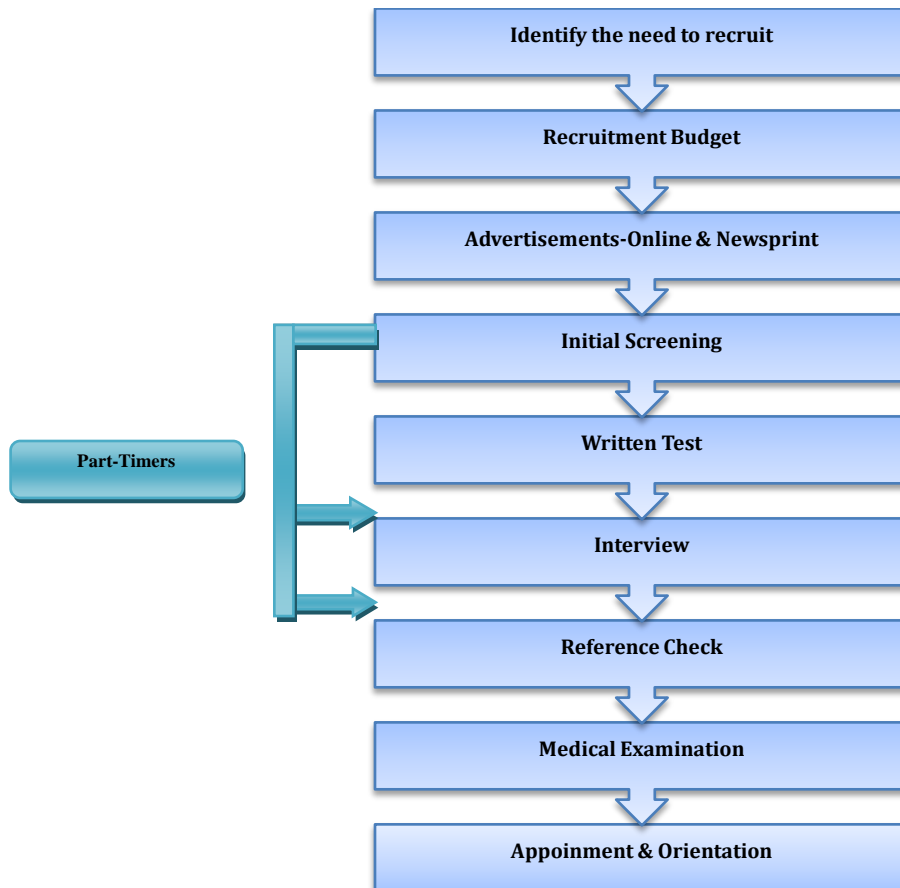 Identify the need to recruit
Recruitment Budget
Advertisements-Online & Newsprint
Initial Screening
Written Test
Part-Timers
Interview
Reference Check
Medical Examination
Appoinment & Orientation